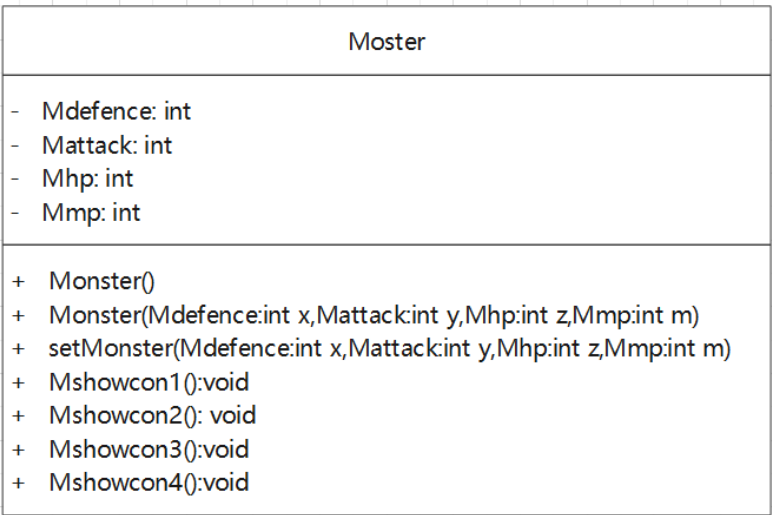 Moster
- Mdefence: int
- Mattack: int
- Mhp: int
- Mmp: int
+ Monster()
+ Monster(Mdefence:int x,Mattack:int y,Mhp:int z,Mmp:int m)
+ setMonster(Mdefence:int x,Mattack:int y,Mhp:int z,Mmp:int m)
+ Mshowcon1():void
+ Mshowcon2(): void
+ Mshowcon3():void
+ Mshowcon4():void